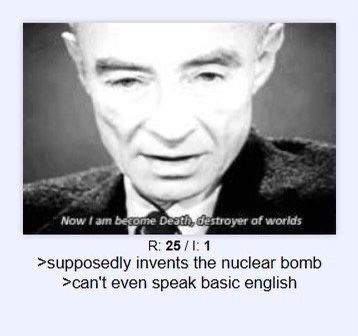 Now I am become Death, destroyer of worlds
R: 25 / I: 1
>supposedly invents the nuclear bomb
>can't even speak basic english